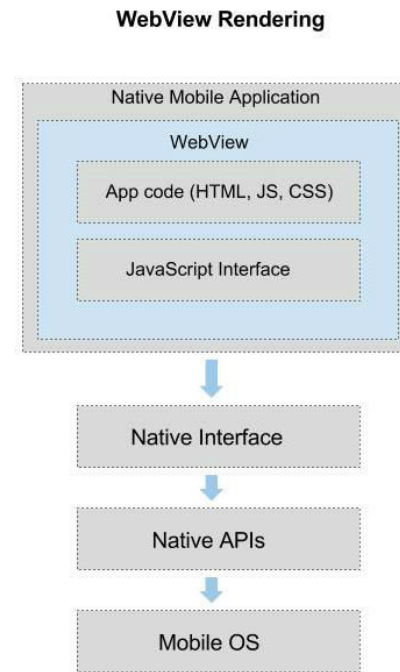 WebView Rendering
Native Mobile Application
WebView
App code (HTML, JS, CSS)
JavaScript Interface
Native Interface
Native APIs
Mobile OS